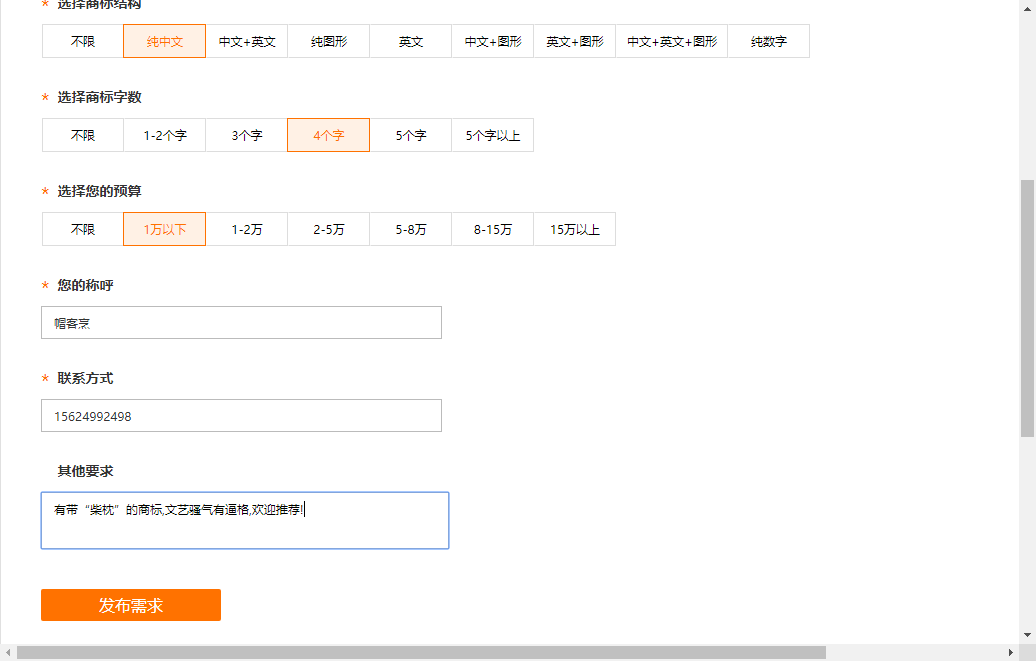 * 选择商标结构
不限 纯中文 中文+英文 纯图形 英文 中文+图形 英文+图形 中文+英文+图形 纯数字
* 选择商标字数
不限 1-2个字 3个字 4个字 5个字 5个字以上
* 选择您的预算
不限 1万以下 1-2万 2-5万 5-8万 8-15万 15万以上
* 您的称呼
帽客烹
* 联系方式
15624992498
其他要求
有带“柴枕”的商标,文艺骚气有逼格,欢迎推荐!
发布需求